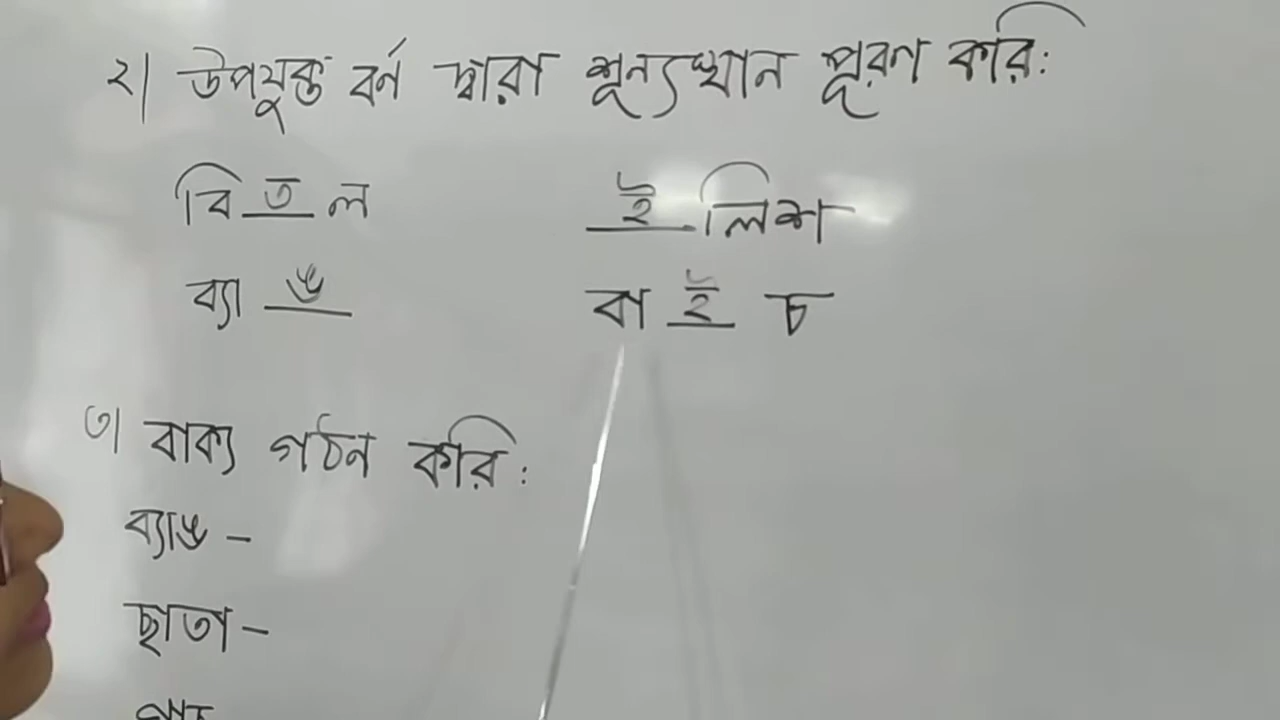 ২। উপযুক্ত বর্ন দ্বারা শূন্যস্থান পূরণ করি:
বি ত ল ই লিশ
ব্যা ঙ বা ই চ
৩। বাক্য গঠন করি:
ব্যাঙ -
ছাতা -